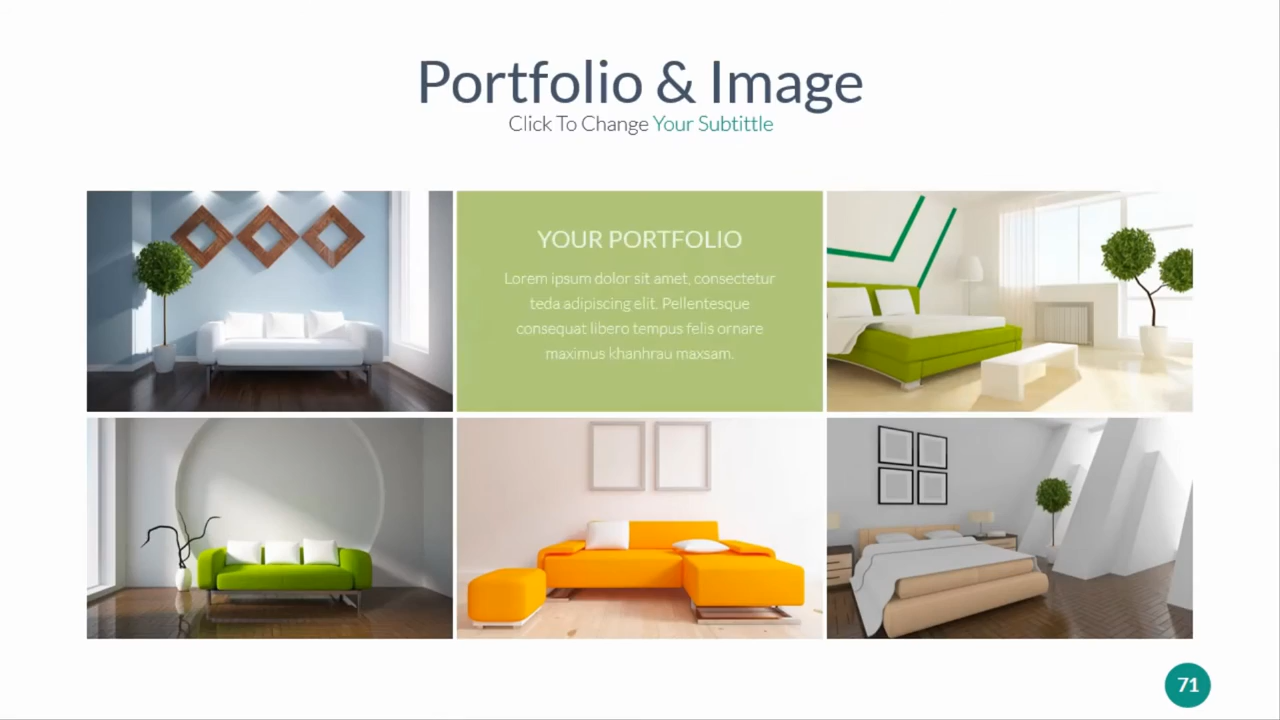 Portfolio & Image
Click To Change Your Subtittle
YOUR PORTFOLIO
Lorem ipsum dolor sit amet, consectetur
teda adipiscing elit. Pellentesque
consequat libero tempus felis ornare
maximus khanhrau maxsam.
71